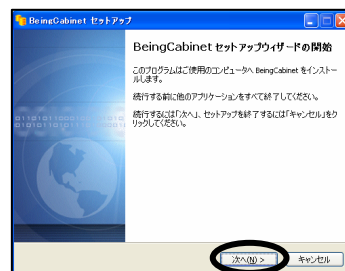 BeingCabinet セットアップ
BeingCabinet セットアップウィザードの開始
このプログラムはご使用のコンピュータへ BeingCabinet をインストー
ルします。
続行する前に他のアプリケーションをすべて終了してください。
続行するには「次へ」、セットアップを終了するには「キャンセル」をク
リックしてください。
次へ(N) >
キャンセル